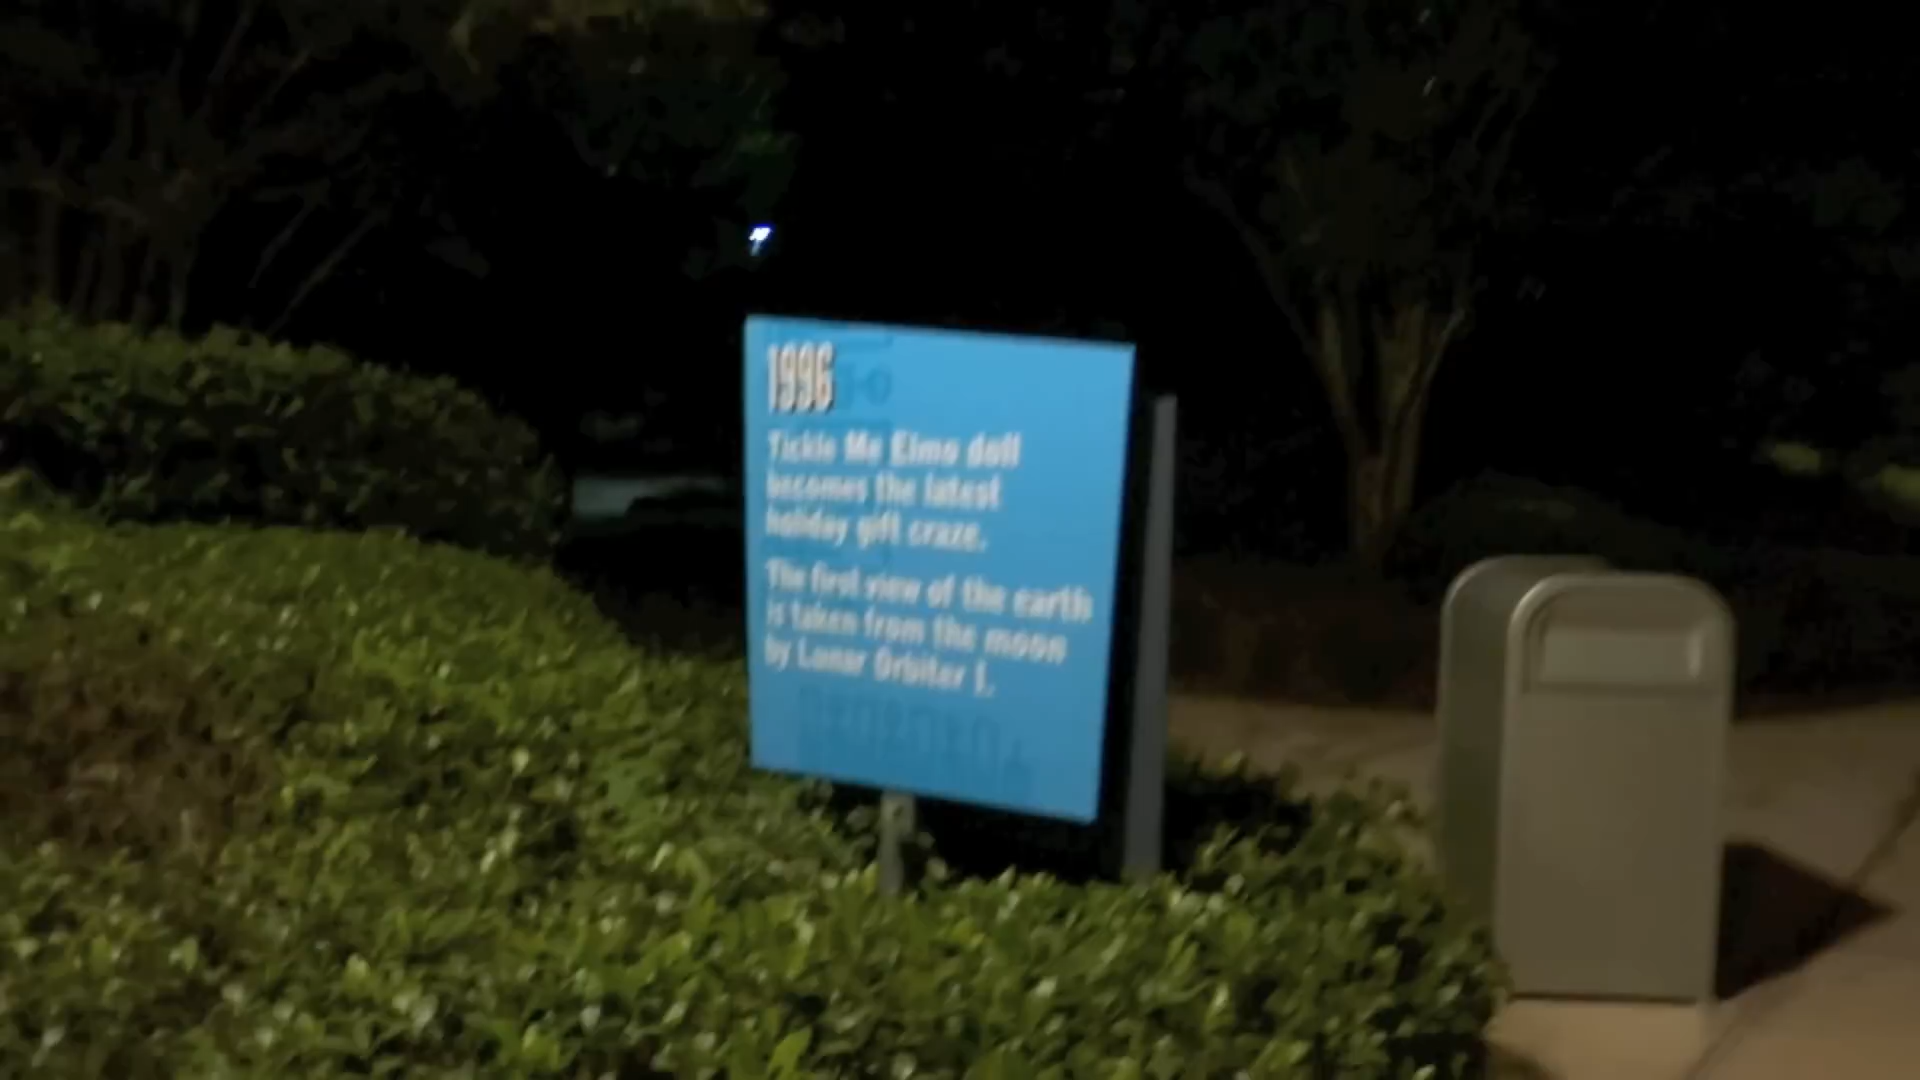 1996
Tickle Me Elmo doll
becomes the latest
holiday gift craze.
The first view of the earth
is taken from the moon
by Lunar Orbiter 1.